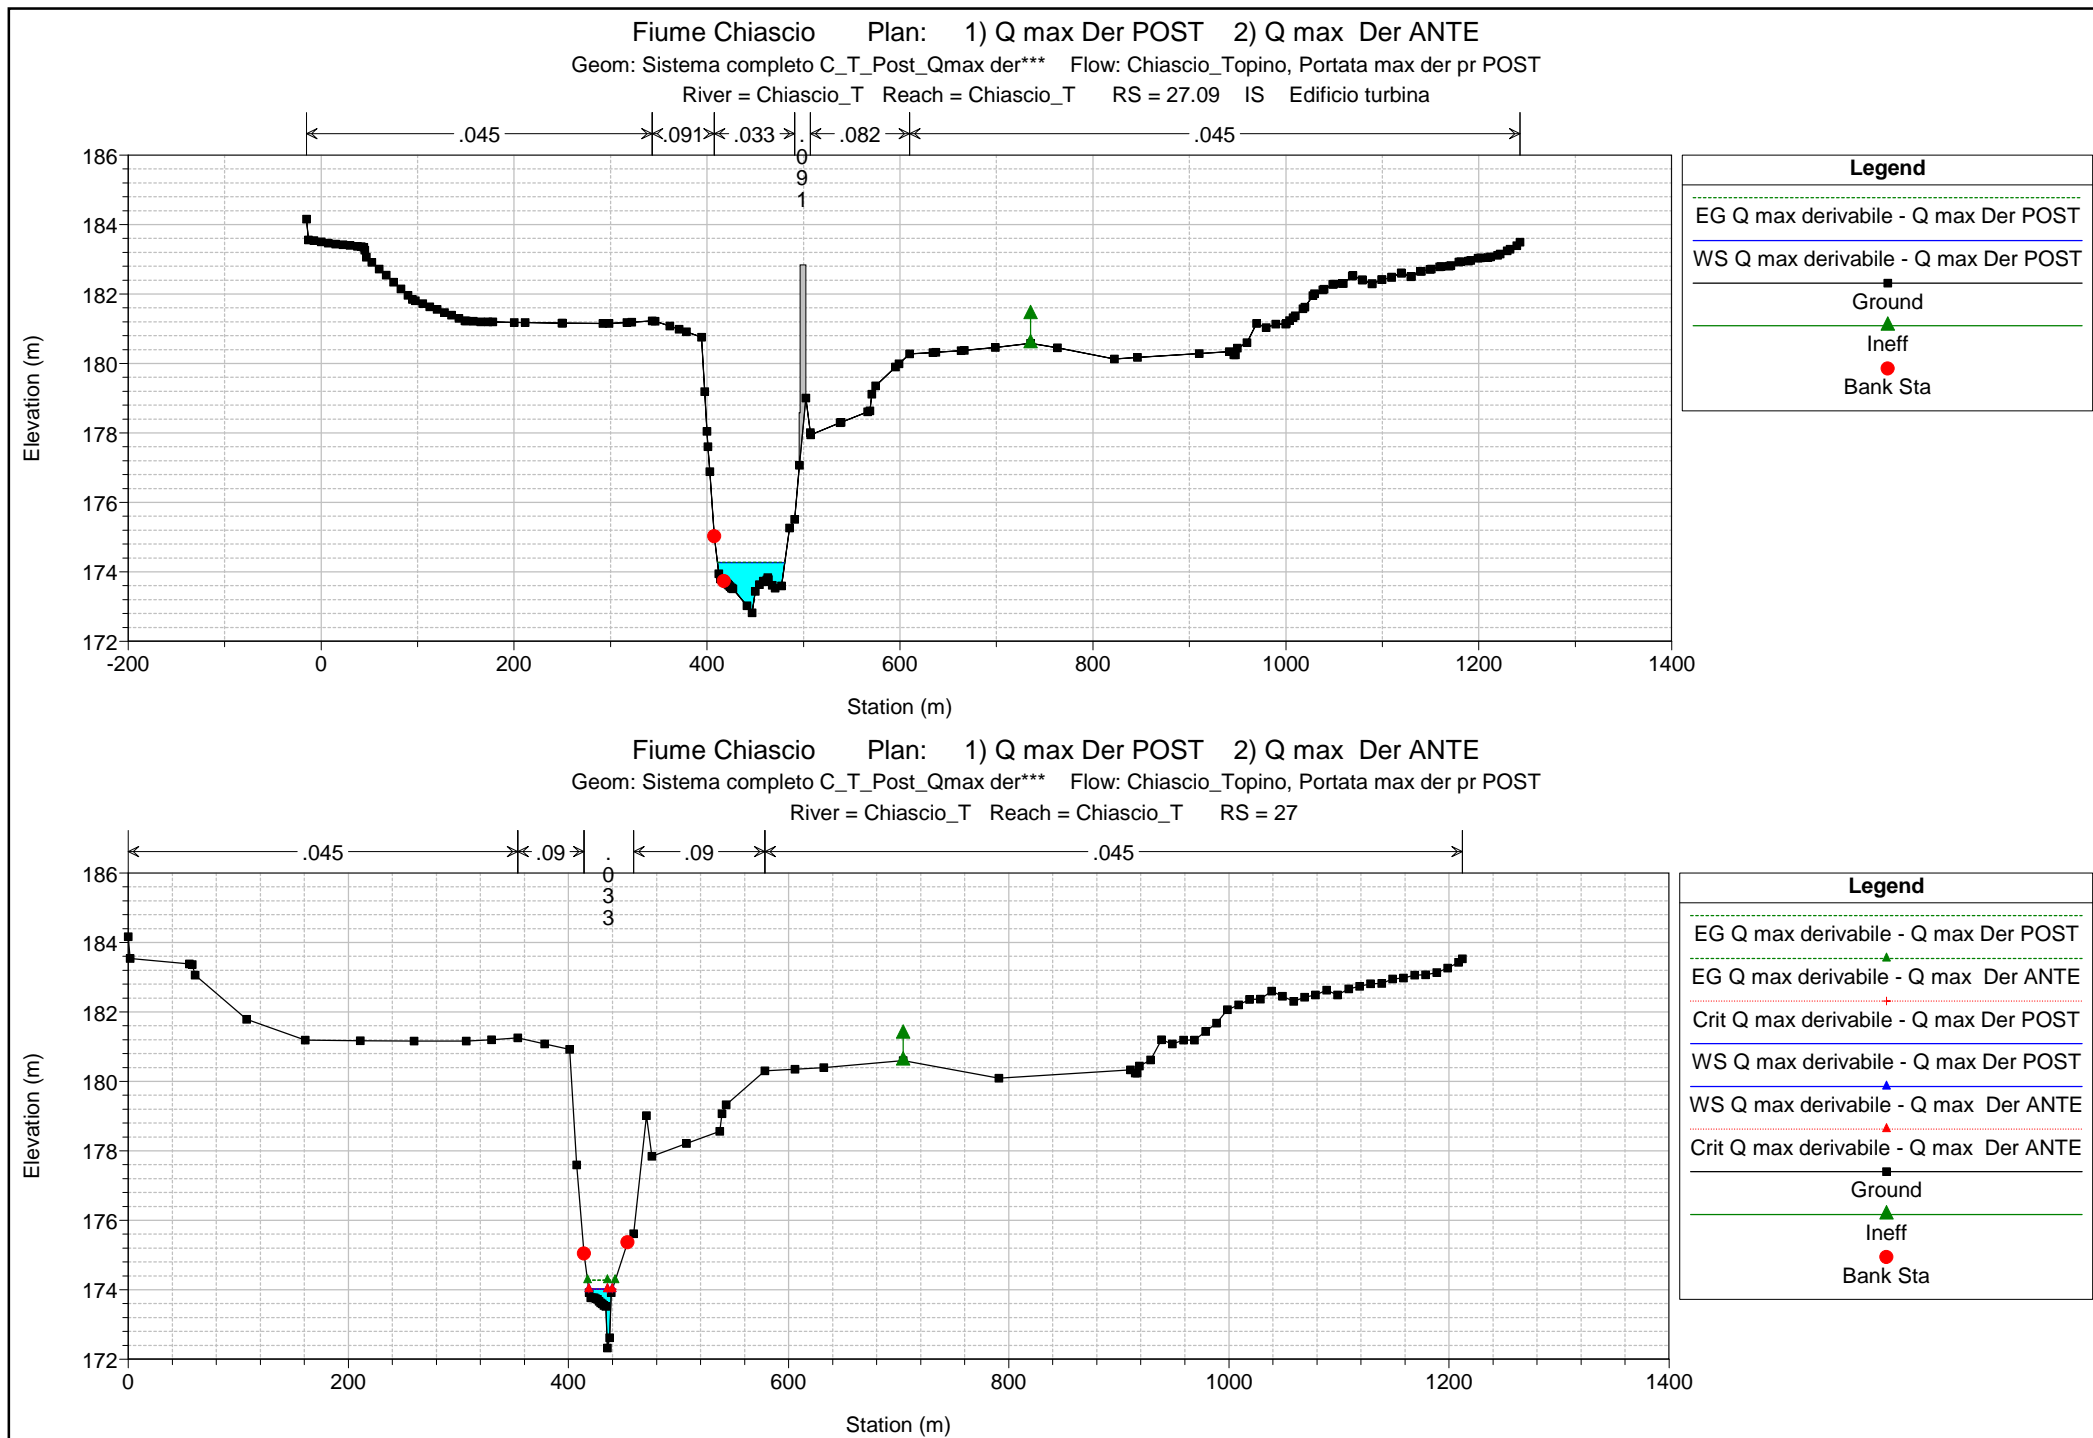 Fiume Chiascio Plan: 1) Q max Der POST 2) Q max Der ANTE
Geom: Sistema completo C_T_Post_Qmax der*** Flow: Chiascio_Topino, Portata max der pr POST
River = Chiascio_T Reach = Chiascio_T RS = 27.09 IS Edificio turbina
.045 .091 .033 .091 .082 .045
186
184
182
180
178
176
174
172
Elevation (m)
-200 0 200 400 600 800 1000 1200 1400
Station (m)
Legend
EG Q max derivabile - Q max Der POST
WS Q max derivabile - Q max Der POST
Ground
Ineff
Bank Sta
Fiume Chiascio Plan: 1) Q max Der POST 2) Q max Der ANTE
Geom: Sistema completo C_T_Post_Qmax der*** Flow: Chiascio_Topino, Portata max der pr POST
River = Chiascio_T Reach = Chiascio_T RS = 27
.045 .09 .033 .09 .045
186
184
182
180
178
176
174
172
Elevation (m)
0 200 400 600 800 1000 1200 1400
Station (m)
Legend
EG Q max derivabile - Q max Der POST
EG Q max derivabile - Q max Der ANTE
Crit Q max derivabile - Q max Der POST
WS Q max derivabile - Q max Der POST
WS Q max derivabile - Q max Der ANTE
Crit Q max derivabile - Q max Der ANTE
Ground
Ineff
Bank Sta